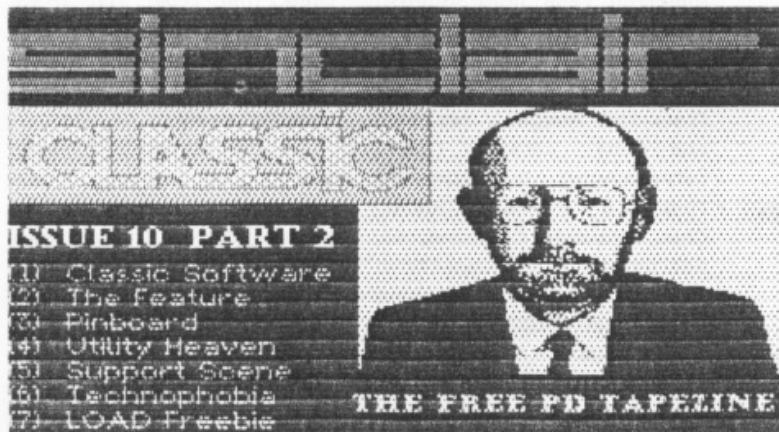 sinclair
CLASSIC
ISSUE 10 PART 2
(1) Classic Software
(2) The Feature
(3) Pinboard
(4) Utility Heaven
(5) Support Scene
(6) Technophobia
(7) LOAD Freebie
THE FREE PD TAPEZINE